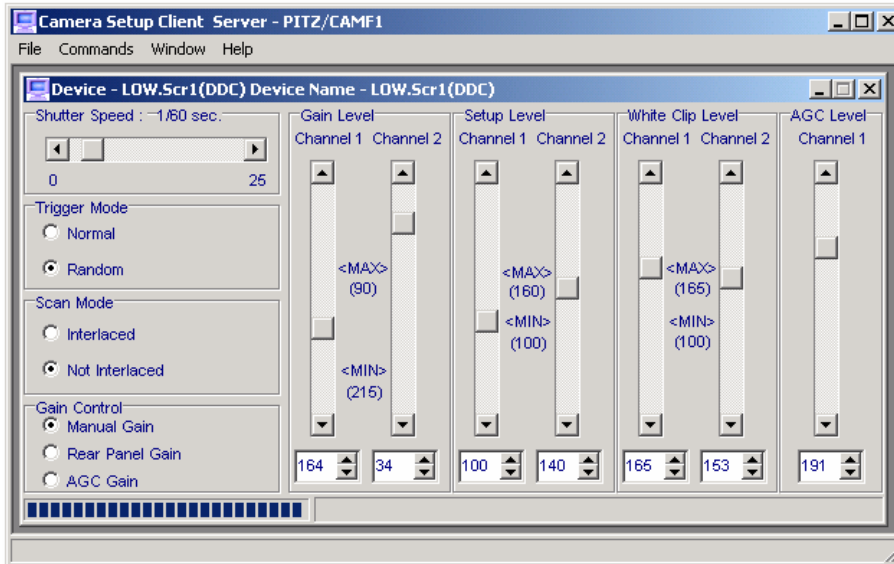 Camera Setup Client Server - PITZ/CAMF1
File Commands Window Help
Device - LOW.Scr1(DDC) Device Name - LOW.Scr1(DDC)
Shutter Speed : 1/60 sec.
0 25
Trigger Mode
Normal
Random
Scan Mode
Interlaced
Not Interlaced
Gain Control
Manual Gain
Rear Panel Gain
AGC Gain
Gain Level
Channel 1 Channel 2
<MAX>
(90)
<MIN>
(215)
164 34
Setup Level
Channel 1 Channel 2
<MAX>
(160)
<MIN>
(100)
100 140
White Clip Level
Channel 1 Channel 2
<MAX>
(165)
<MIN>
(100)
165 153
AGC Level
Channel 1
191